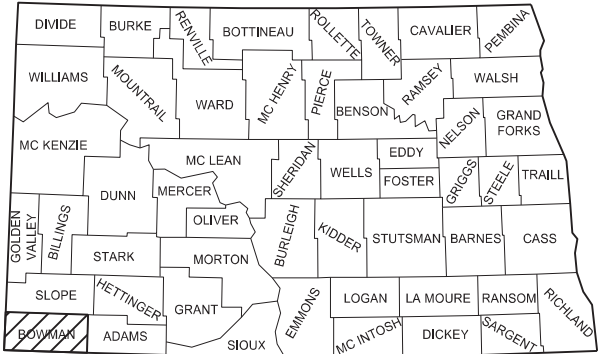 DIVIDE
BURKE
RENVILLE
BOTTINEAU
ROLLETTE
TOWNER
CAVALIER
PEMBINA
WILLIAMS
MOUNTRAIL
WARD
MC HENRY
PIERCE
BENSON
RAMSEY
WALSH
NELSON
GRAND
FORKS
MC KENZIE
MC LEAN
SHERIDAN
WELLS
EDDY
FOSTER
GRIGGS
STEELE
TRAILL
DUNN
MERCER
OLIVER
GOLDEN
VALLEY
BILLINGS
STARK
MORTON
BURLEIGH
KIDDER
STUTSMAN
BARNES
CASS
SLOPE
HETTINGER
GRANT
EMMONS
LOGAN
LA MOURE
RANSOM
RICHLAND
BOWMAN
ADAMS
SIOUX
MC INTOSH
DICKEY
SARGENT